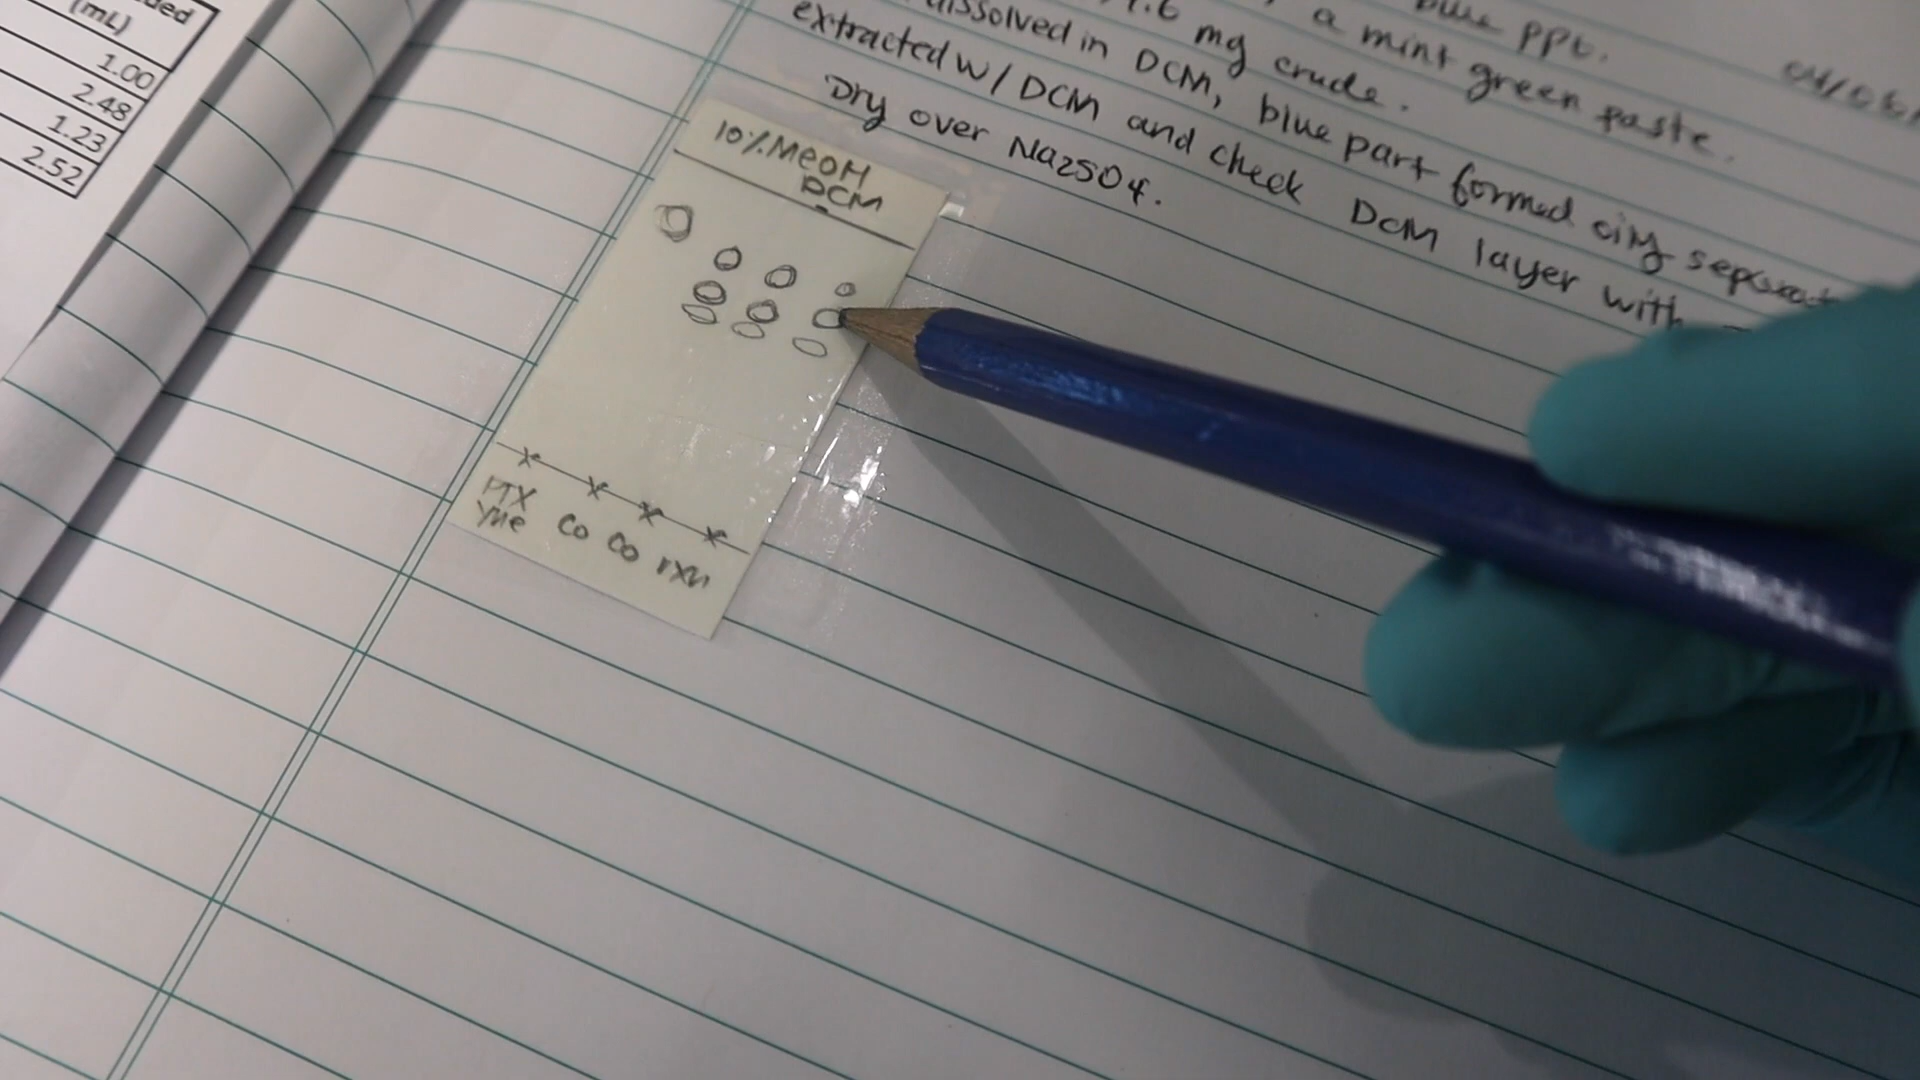 ded
(mL)
1.00
2.48
1.23
2.52
blue ppt.
a mint green paste.
mg crude.
dissolved in DCM, blue part formed oily
extracted w/ DCM and check DCM layer with
Dry over Na2SO4.
10% MeOH
DCM
PTX
yne Co Co rxn